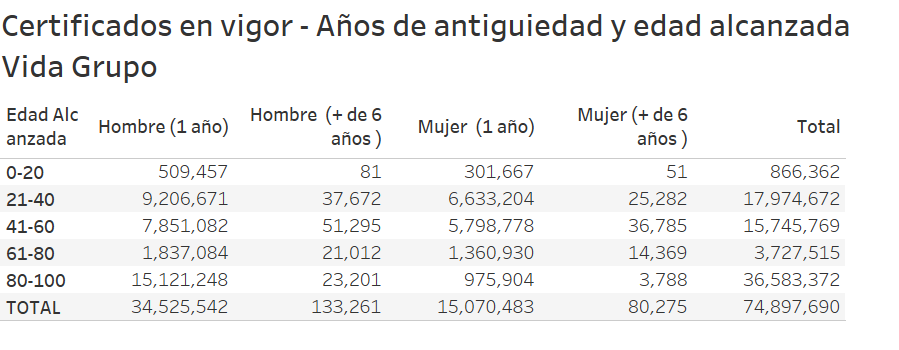 Certificados en vigor - Años de antiguiedad y edad alcanzada
Vida Grupo
Edad Alc
anzada Hombre (1 año) Hombre (+ de 6
años ) Mujer (1 año) Mujer (+ de 6
años ) Total
0-20 509,457 81 301,667 51 866,362
21-40 9,206,671 37,672 6,633,204 25,282 17,974,672
41-60 7,851,082 51,295 5,798,778 36,785 15,745,769
61-80 1,837,084 21,012 1,360,930 14,369 3,727,515
80-100 15,121,248 23,201 975,904 3,788 36,583,372
TOTAL 34,525,542 133,261 15,070,483 80,275 74,897,690